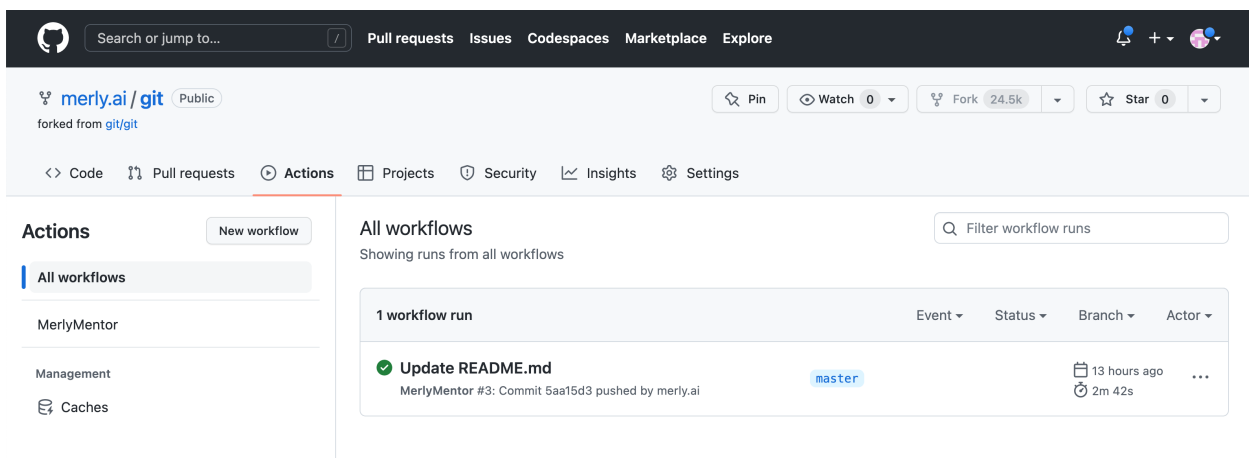 Search or jump to... /
Pull requests Issues Codespaces Marketplace Explore
merly.ai / git Public
forked from git/git
Pin Watch 0 Fork 24.5k Star 0
Code Pull requests Actions Projects Security Insights Settings
Actions
New workflow
All workflows
MerlyMentor
Management
Caches
All workflows
Showing runs from all workflows
Filter workflow runs
1 workflow run
Event Status Branch Actor
Update README.md
MerlyMentor #3: Commit 5aa15d3 pushed by merly.ai
master
13 hours ago
2m 42s